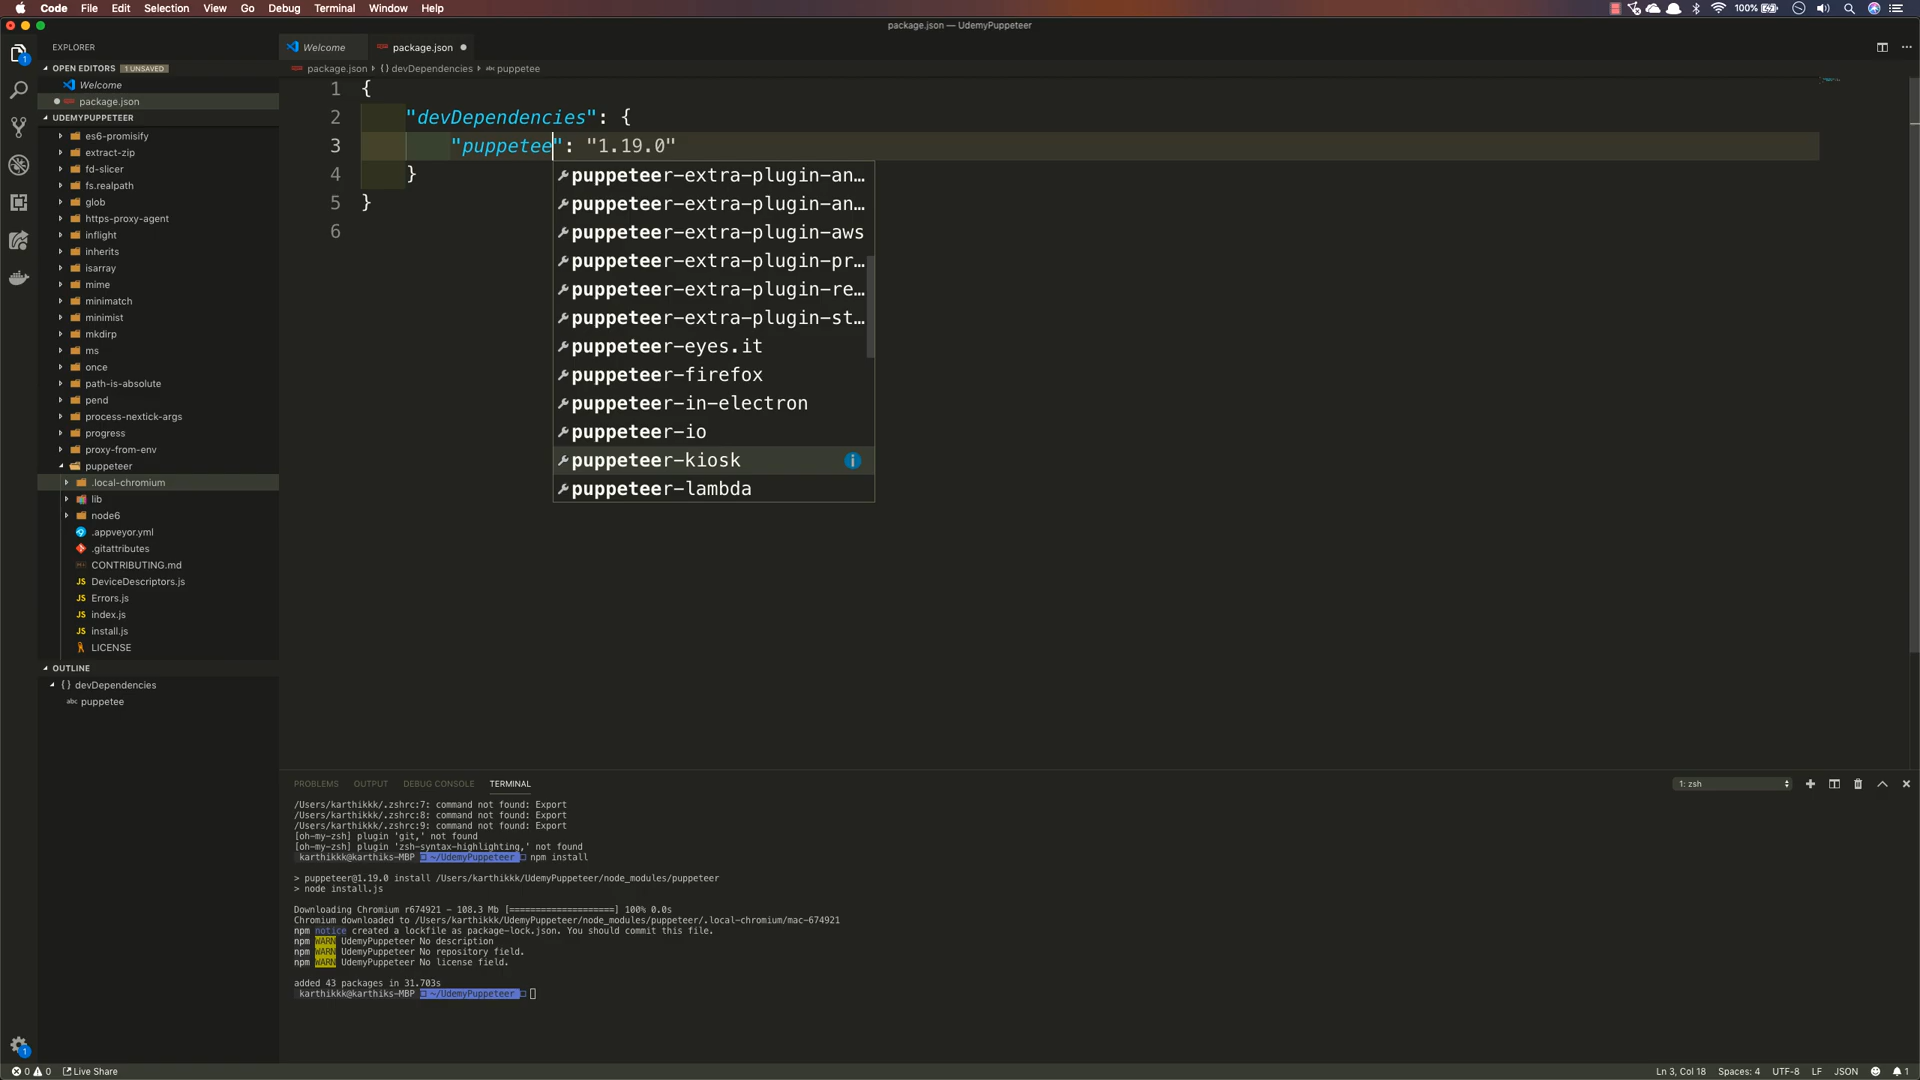 Code File Edit Selection View Go Debug Terminal Window Help 100%
package.json — UdemyPuppeteer
EXPLORER
OPEN EDITORS 1 UNSAVED
Welcome
package.json
UDEMYPUPPETEER
es6-promisify
extract-zip
fd-slicer
fs.realpath
glob
https-proxy-agent
inflight
inherits
isarray
mime
minimatch
minimist
mkdirp
ms
once
path-is-absolute
pend
process-nextick-args
progress
proxy-from-env
puppeteer
.local-chromium
lib
node6
.appveyor.yml
.gitattributes
CONTRIBUTING.md
JS DeviceDescriptors.js
JS Errors.js
JS index.js
JS install.js
LICENSE
OUTLINE
{} devDependencies
abc puppetee
Welcome package.json
package.json {} devDependencies abc puppetee
1 {
2 "devDependencies": {
3 "puppetee": "1.19.0"
4 }
5 }
6
puppeteer-extra-plugin-an…
puppeteer-extra-plugin-an…
puppeteer-extra-plugin-aws
puppeteer-extra-plugin-pr…
puppeteer-extra-plugin-re…
puppeteer-extra-plugin-st…
puppeteer-eyes.it
puppeteer-firefox
puppeteer-in-electron
puppeteer-io
puppeteer-kiosk
puppeteer-lambda
PROBLEMS OUTPUT DEBUG CONSOLE TERMINAL 1: zsh
/Users/karthikkk/.zshrc:7: command not found: Export
/Users/karthikkk/.zshrc:8: command not found: Export
/Users/karthikkk/.zshrc:9: command not found: Export
[oh-my-zsh] plugin 'git,' not found
[oh-my-zsh] plugin 'zsh-syntax-highlighting,' not found
karthikkk@karthiks-MBP ~/UdemyPuppeteer npm install
> puppeteer@1.19.0 install /Users/karthikkk/UdemyPuppeteer/node_modules/puppeteer
> node install.js
Downloading Chromium r674921 - 108.3 Mb [====================] 100% 0.0s
Chromium downloaded to /Users/karthikkk/UdemyPuppeteer/node_modules/puppeteer/.local-chromium/mac-674921
npm notice created a lockfile as package-lock.json. You should commit this file.
npm WARN UdemyPuppeteer No description
npm WARN UdemyPuppeteer No repository field.
npm WARN UdemyPuppeteer No license field.
added 43 packages in 31.703s
karthikkk@karthiks-MBP ~/UdemyPuppeteer
0 0 Live Share Ln 3, Col 18 Spaces: 4 UTF-8 LF JSON 1